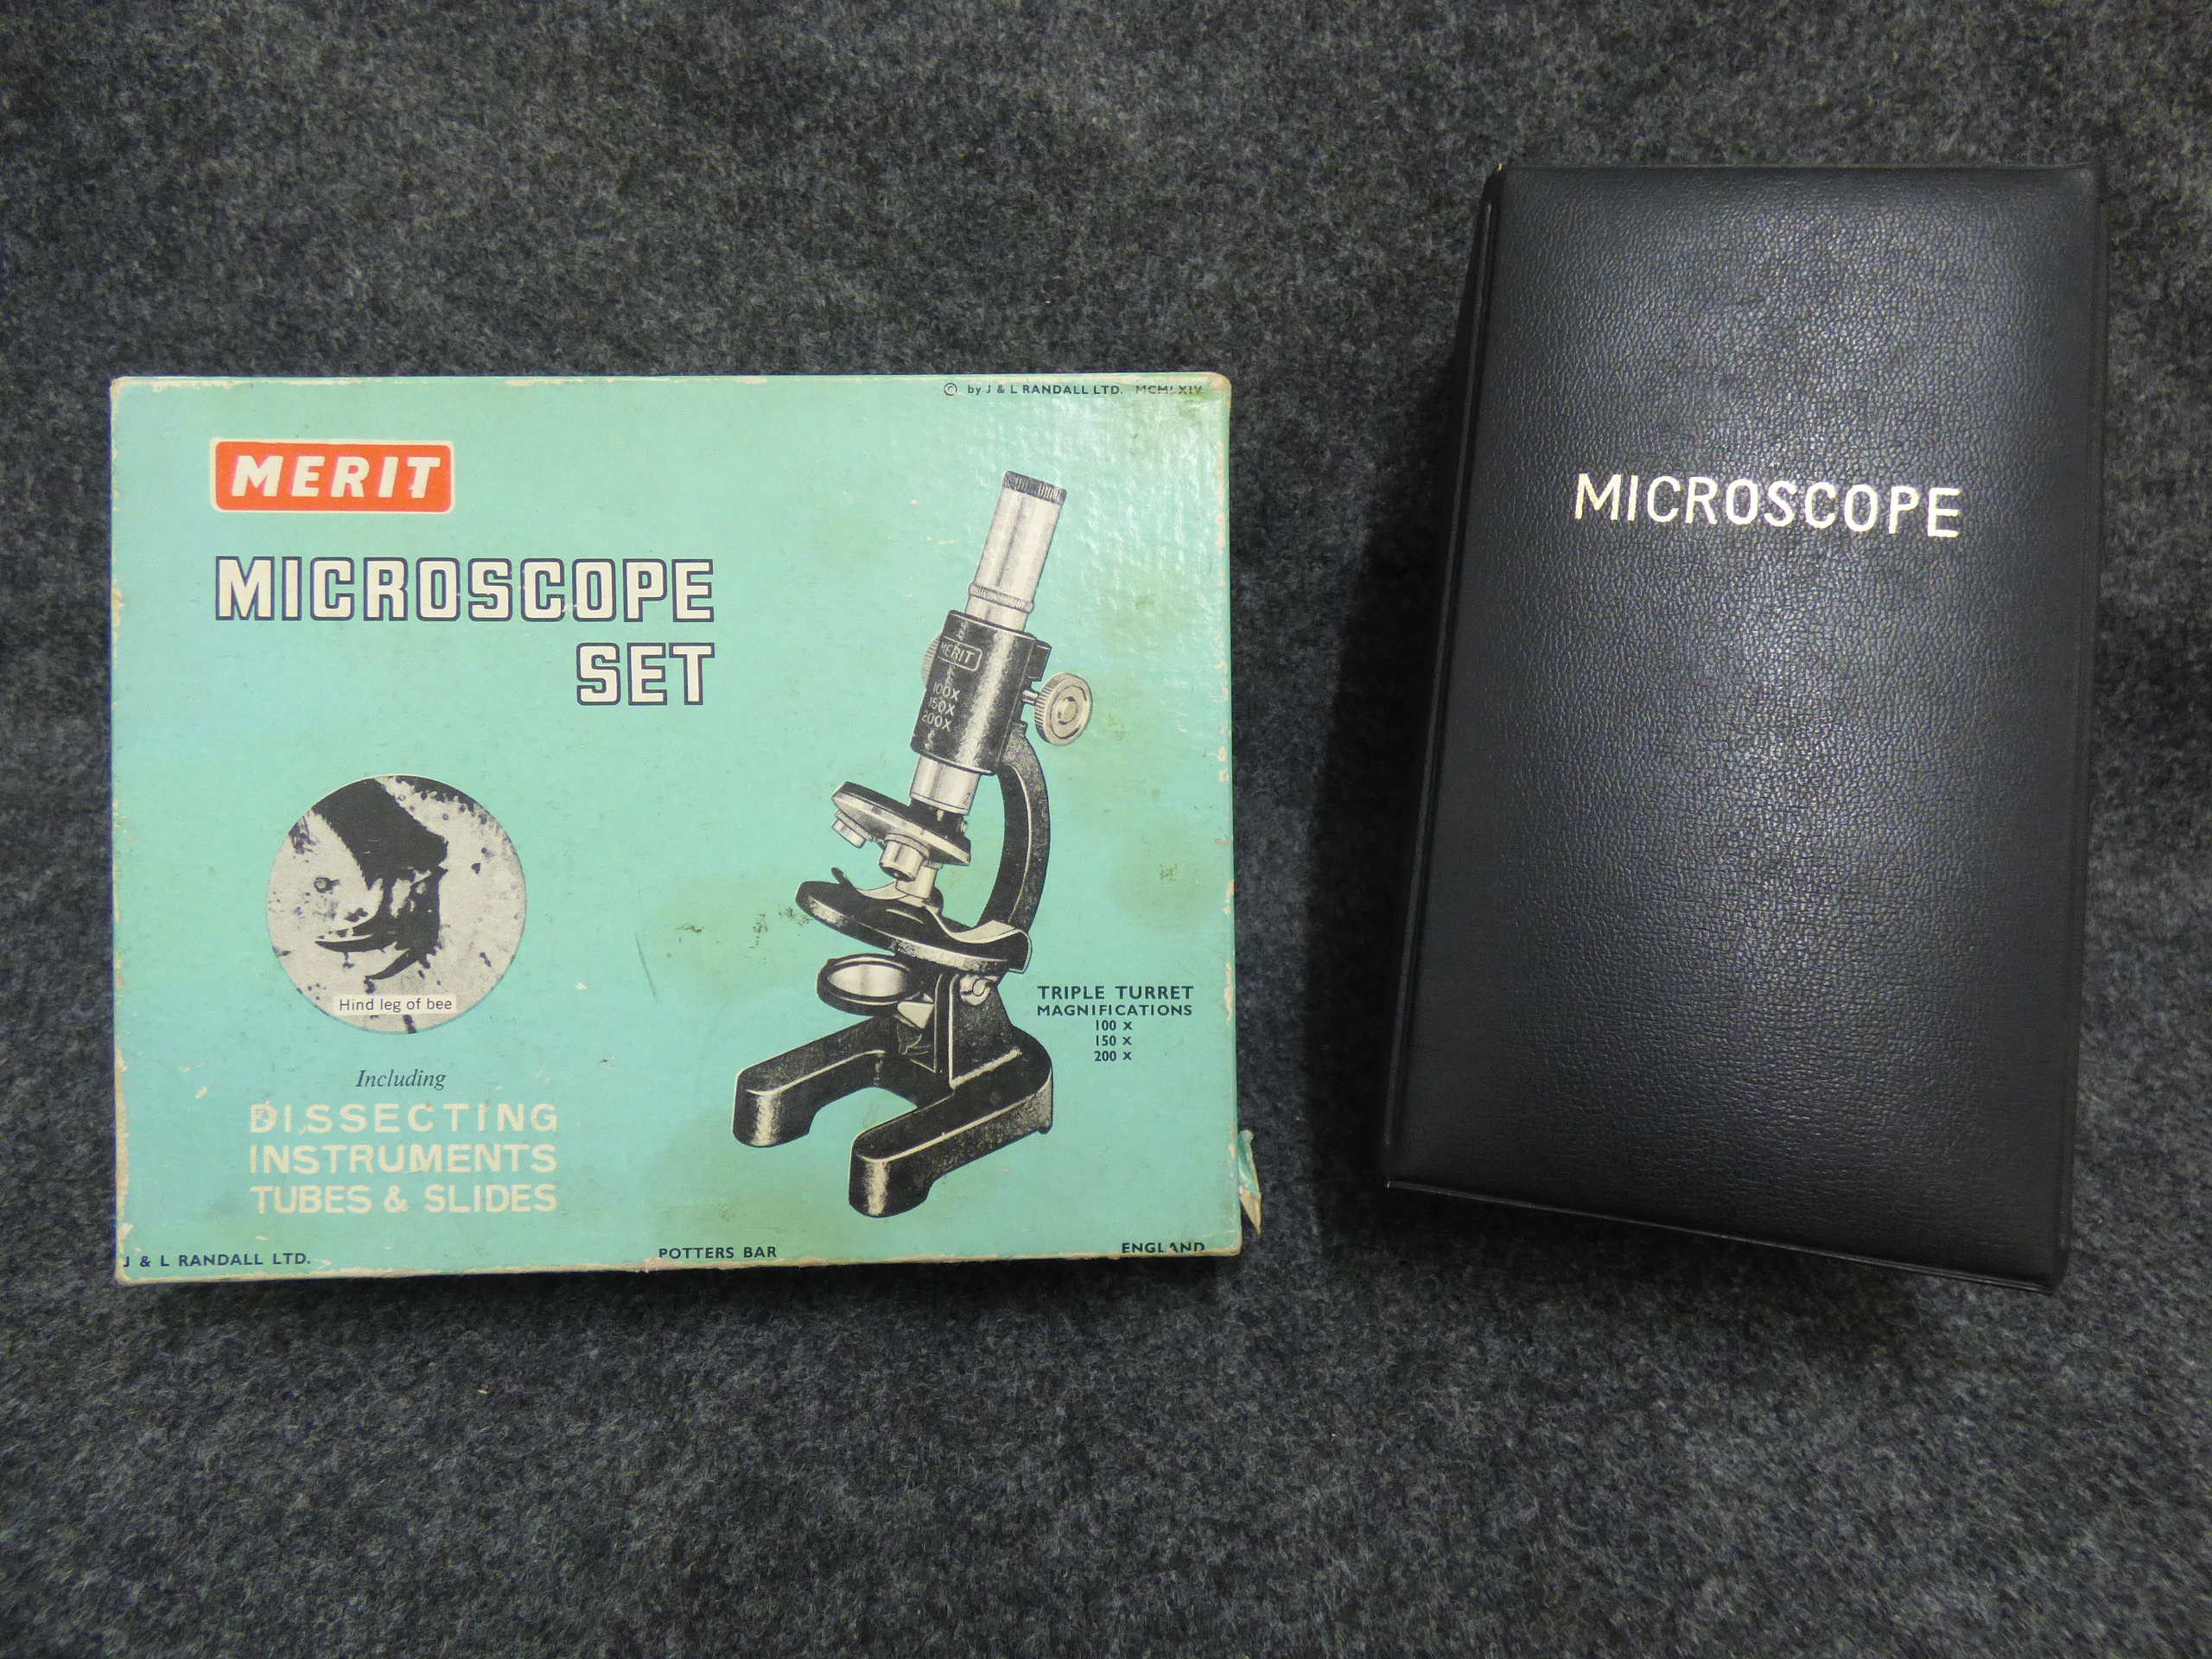 © by J & L RANDALL LTD. MCMLXIV
MERIT
MICROSCOPE
SET
MERIT
100X
150X
200X
Hind leg of bee
TRIPLE TURRET
MAGNIFICATIONS
100 x
150 x
200 x
Including
DISSECTING
INSTRUMENTS
TUBES & SLIDES
J & L RANDALL LTD.
POTTERS BAR
ENGLAND
MICROSCOPE